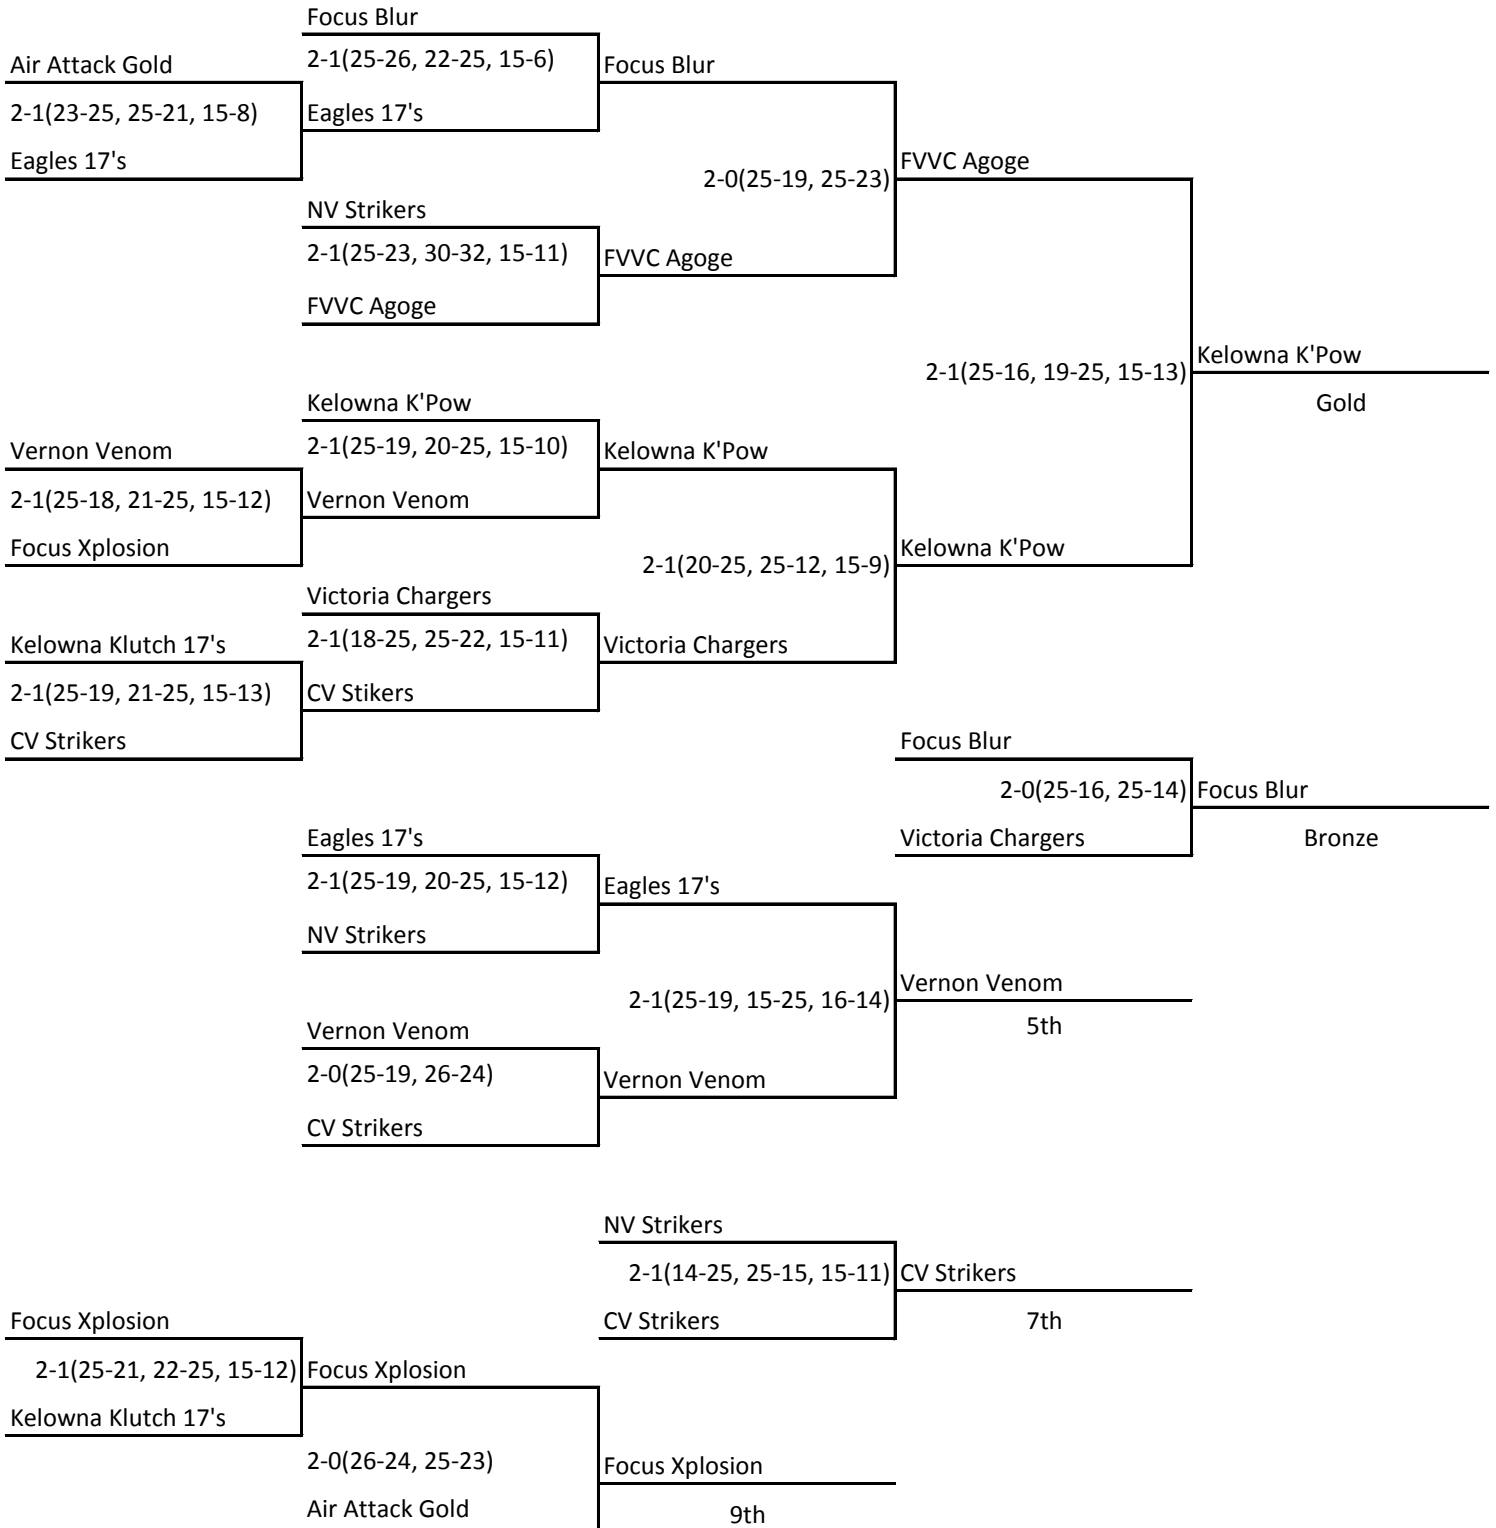 Focus Blur
Air Attack Gold
2-1(25-26, 22-25, 15-6)
Focus Blur
2-1(23-25, 25-21, 15-8)
Eagles 17's
Eagles 17's
FVVC Agoge
2-0(25-19, 25-23)
NV Strikers
2-1(25-23, 30-32, 15-11)
FVVC Agoge
FVVC Agoge
Kelowna K'Pow
2-1(25-16, 19-25, 15-13)
Kelowna K'Pow
Gold
Vernon Venom
2-1(25-19, 20-25, 15-10)
Kelowna K'Pow
2-1(25-18, 21-25, 15-12)
Vernon Venom
Focus Xplosion
Kelowna K'Pow
2-1(20-25, 25-12, 15-9)
Victoria Chargers
Kelowna Klutch 17's
2-1(18-25, 25-22, 15-11)
Victoria Chargers
2-1(25-19, 21-25, 15-13)
CV Stikers
CV Strikers
Focus Blur
2-0(25-16, 25-14)
Focus Blur
Eagles 17's
Victoria Chargers
Bronze
2-1(25-19, 20-25, 15-12)
Eagles 17's
NV Strikers
Vernon Venom
2-1(25-19, 15-25, 16-14)
Vernon Venom
5th
2-0(25-19, 26-24)
Vernon Venom
CV Strikers
NV Strikers
2-1(14-25, 25-15, 15-11)
CV Strikers
Focus Xplosion
CV Strikers
7th
2-1(25-21, 22-25, 15-12)
Focus Xplosion
Kelowna Klutch 17's
2-0(26-24, 25-23)
Focus Xplosion
Air Attack Gold
9th